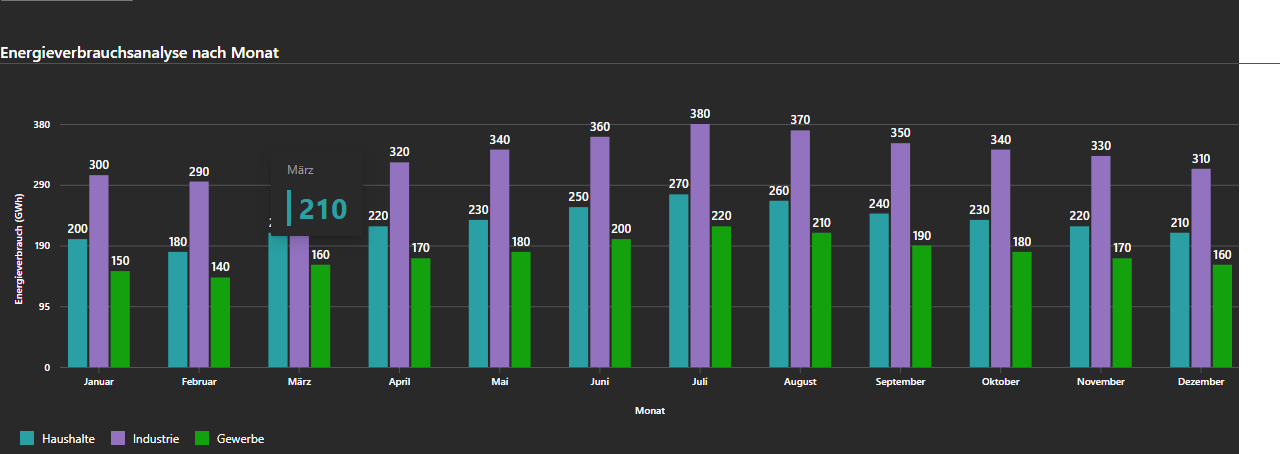 Energieverbrauchsanalyse nach Monat
380
290
190
95
0
Energieverbrauch (GWh)
200 300 150
180 290 140
160
220 320 170
230 340 180
250 360 200
270 380 220
260 370 210
240 350 190
230 340 180
220 330 170
210 310 160
März
210
Januar Februar März April Mai Juni Juli August September Oktober November Dezember
Monat
Haushalte Industrie Gewerbe